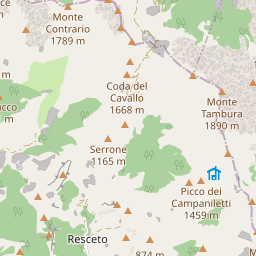 Monte
Contrario
1789 m
Coda del
Cavallo
1668 m
Monte
Tambura
1890 m
Serrone
1165 m
Picco dei
Campaniletti
1459 m
Resceto
874 m